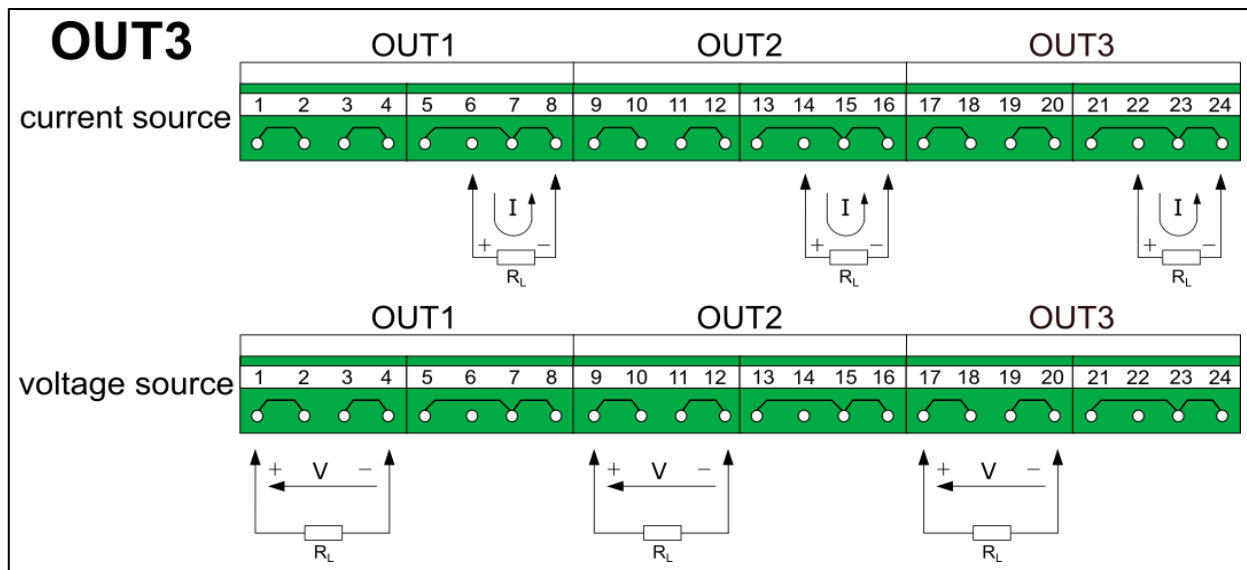 OUT3
OUT1 OUT2 OUT3
current source
1 2 3 4 5 6 7 8 9 10 11 12 13 14 15 16 17 18 19 20 21 22 23 24
I I I
+ − + − + −
RL RL RL
OUT1 OUT2 OUT3
voltage source
1 2 3 4 5 6 7 8 9 10 11 12 13 14 15 16 17 18 19 20 21 22 23 24
+ V − + V − + V −
RL RL RL